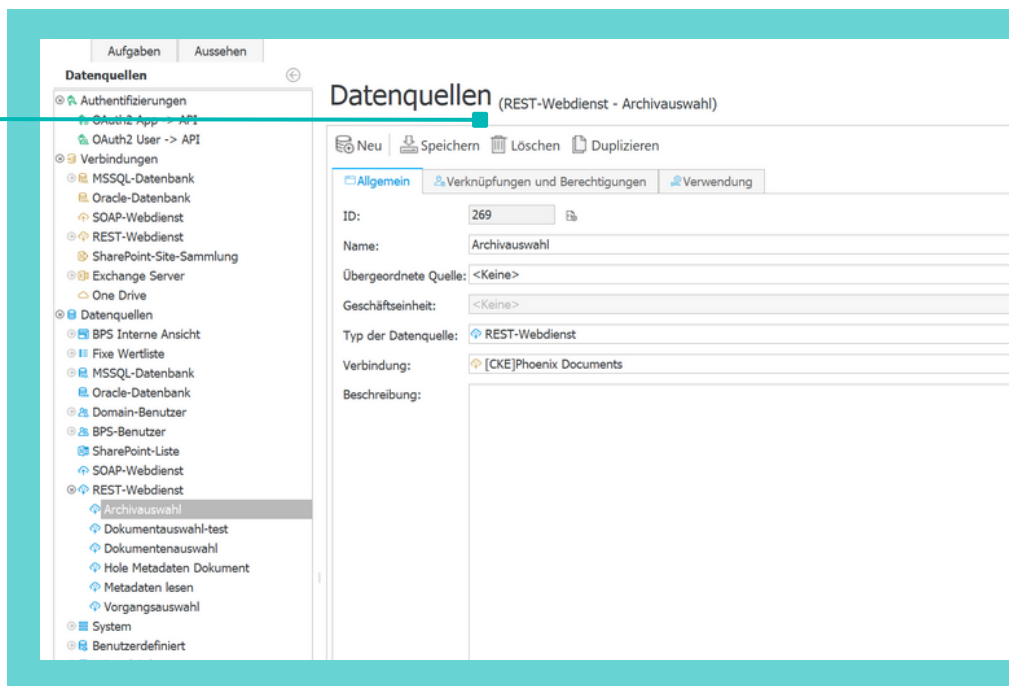 Aufgaben Aussehen
Datenquellen
Authentifizierungen
OAuth2 App -> API
OAuth2 User -> API
Verbindungen
MSSQL-Datenbank
Oracle-Datenbank
SOAP-Webdienst
REST-Webdienst
SharePoint-Site-Sammlung
Exchange Server
One Drive
Datenquellen
BPS Interne Ansicht
Fixe Wertliste
MSSQL-Datenbank
Oracle-Datenbank
Domain-Benutzer
BPS-Benutzer
SharePoint-Liste
SOAP-Webdienst
REST-Webdienst
Archivauswahl
Dokumentauswahl-test
Dokumentenauswahl
Hole Metadaten Dokument
Metadaten lesen
Vorgangsauswahl
System
Benutzerdefiniert
Datenquellen (REST-Webdienst - Archivauswahl)
Neu Speichern Löschen Duplizieren
Allgemein Verknüpfungen und Berechtigungen Verwendung
ID: 269
Name: Archivauswahl
Übergeordnete Quelle: <Keine>
Geschäftseinheit: <Keine>
Typ der Datenquelle: REST-Webdienst
Verbindung: [CKE]Phoenix Documents
Beschreibung: